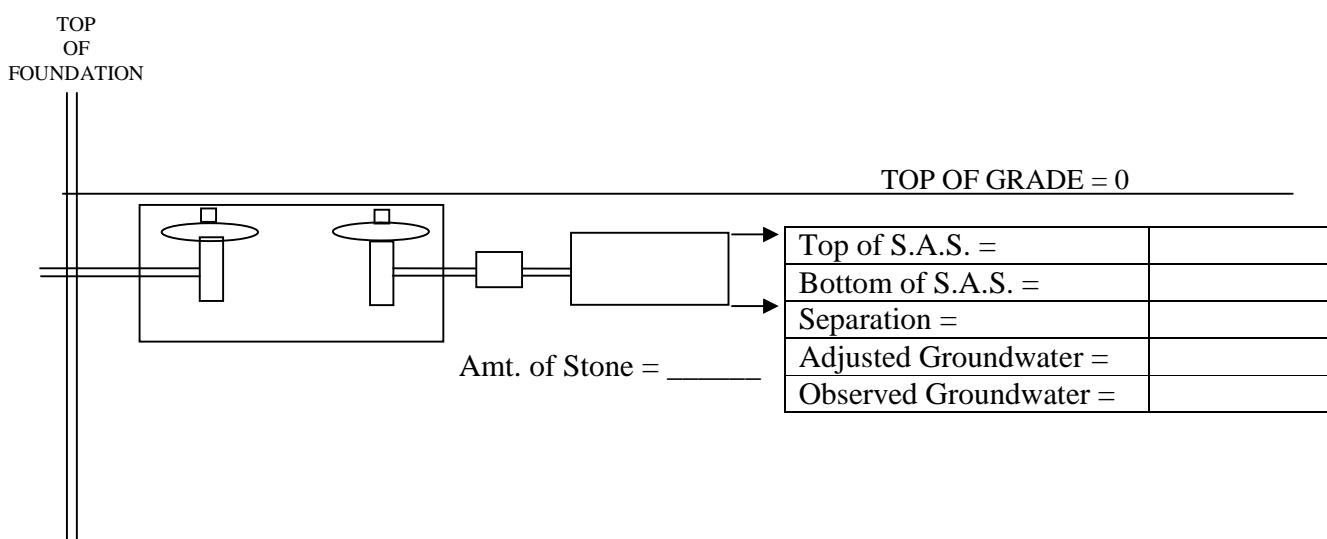 TOP
OF
FOUNDATION
TOP OF GRADE = 0
Top of S.A.S. =
Bottom of S.A.S. =
Separation =
Adjusted Groundwater =
Observed Groundwater =
Amt. of Stone = ______